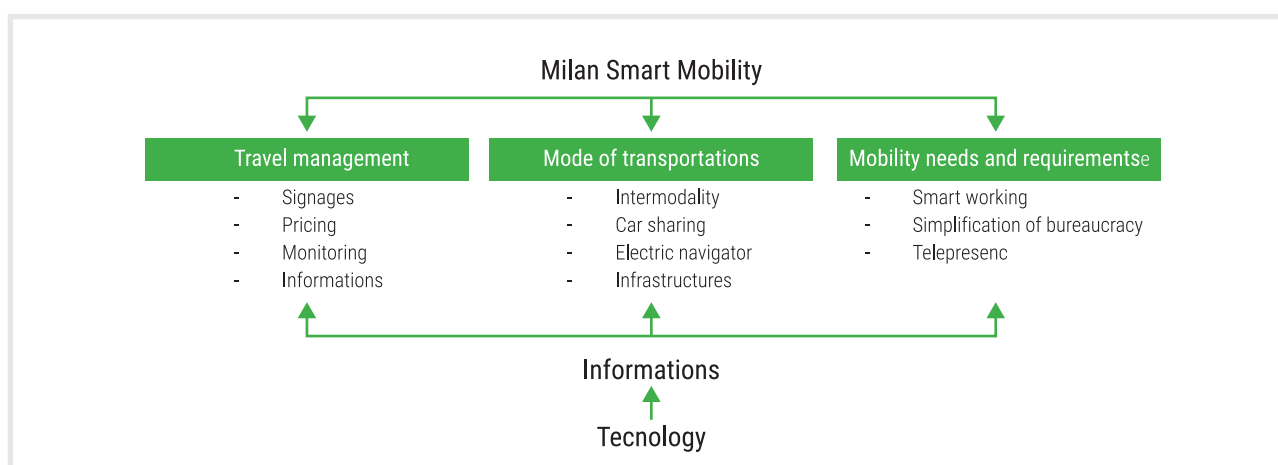 Milan Smart Mobility
Travel management
- Signages
- Pricing
- Monitoring
- Informations
Mode of transportations
- Intermodality
- Car sharing
- Electric navigator
- Infrastructures
Mobility needs and requirementse
- Smart working
- Simplification of bureaucracy
- Telepresenc
Informations
Tecnology